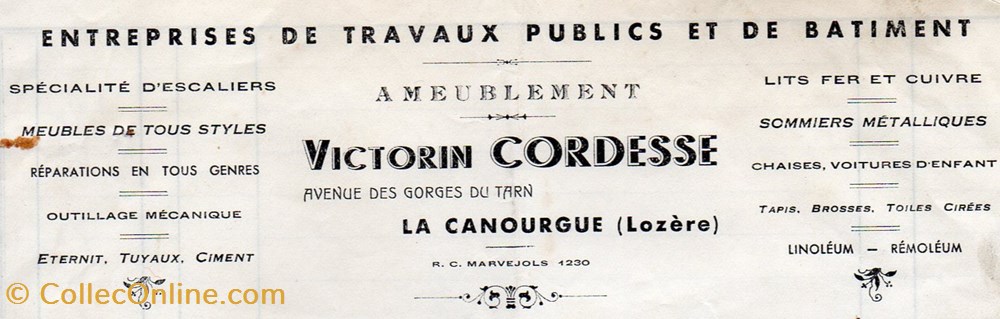 ENTREPRISES DE TRAVAUX PUBLICS ET DE BATIMENT
SPÉCIALITÉ D'ESCALIERS
MEUBLES DE TOUS STYLES
RÉPARATIONS EN TOUS GENRES
OUTILLAGE MÉCANIQUE
ETERNIT, TUYAUX, CIMENT
AMEUBLEMENT
VICTORIN CORDESSE
AVENUE DES GORGES DU TARN
LA CANOURGUE (Lozère)
R. C. MARVEJOLS 1230
LITS FER ET CUIVRE
SOMMIERS MÉTALLIQUES
CHAISES, VOITURES D'ENFANT
TAPIS, BROSSES, TOILES CIRÉES
LINOLÉUM — RÉMOLÉUM
© CollecOnline.com